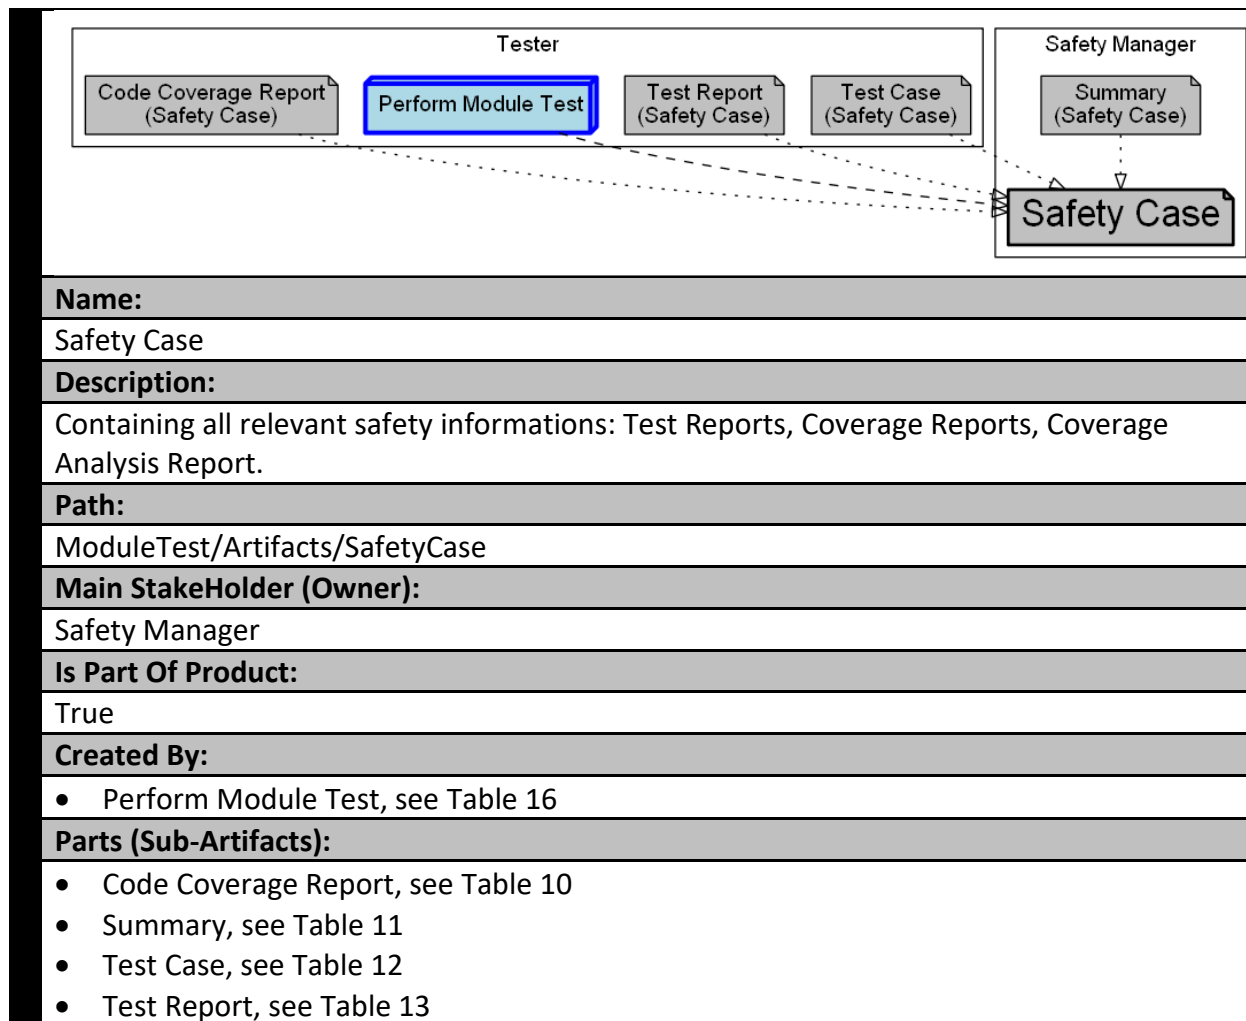 Tester
Safety Manager
Code Coverage Report
(Safety Case)
Perform Module Test
Test Report
(Safety Case)
Test Case
(Safety Case)
Summary
(Safety Case)
Safety Case
Name:
Safety Case
Description:
Containing all relevant safety informations: Test Reports, Coverage Reports, Coverage
Analysis Report.
Path:
ModuleTest/Artifacts/SafetyCase
Main StakeHolder (Owner):
Safety Manager
Is Part Of Product:
True
Created By:
• Perform Module Test, see Table 16
Parts (Sub-Artifacts):
• Code Coverage Report, see Table 10
• Summary, see Table 11
• Test Case, see Table 12
• Test Report, see Table 13